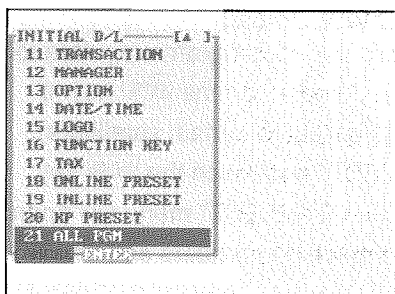 INITIAL D/L [▲ ]
11 TRANSACTION
12 MANAGER
13 OPTION
14 DATE/TIME
15 LOGO
16 FUNCTION KEY
17 TAX
18 ONLINE PRESET
19 INLINE PRESET
20 KP PRESET
21 ALL PGM
ENTER